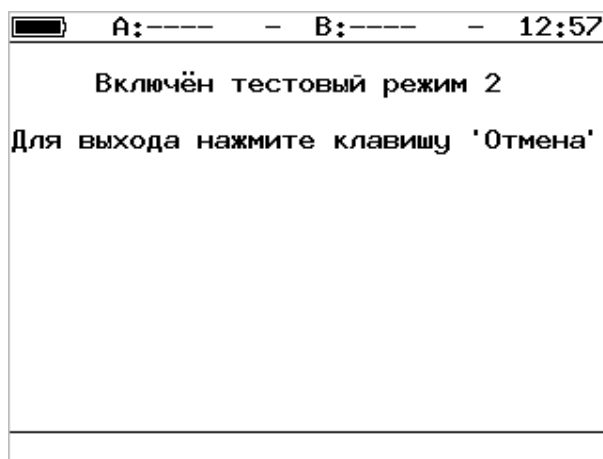 A:---- - B:---- - 12:57
Включён тестовый режим 2
Для выхода нажмите клавишу 'Отмена'